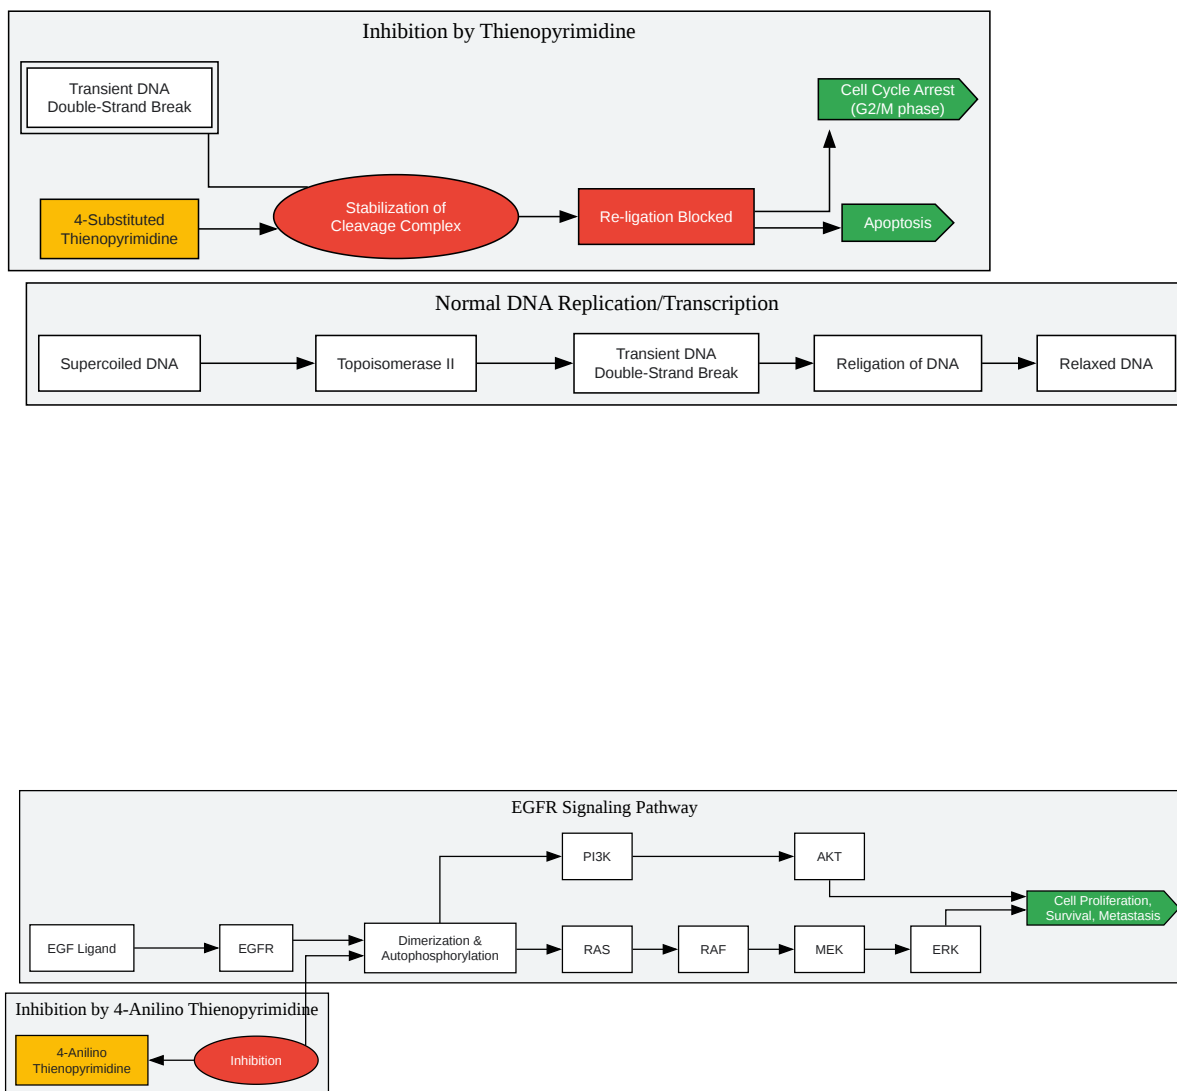 Inhibition by Thienopyrimidine
Transient DNA
Double-Strand Break
Cell Cycle Arrest
(G2/M phase)
4-Substituted
Thienopyrimidine
Stabilization of
Cleavage Complex
Re-ligation Blocked
Apoptosis
Normal DNA Replication/Transcription
Supercoiled DNA
Topoisomerase II
Transient DNA
Double-Strand Break
Religation of DNA
Relaxed DNA
EGFR Signaling Pathway
PI3K
AKT
Cell Proliferation,
Survival, Metastasis
EGF Ligand
EGFR
Dimerization &
Autophosphorylation
RAS
RAF
MEK
ERK
Inhibition by 4-Anilino Thienopyrimidine
4-Anilino
Thienopyrimidine
Inhibition